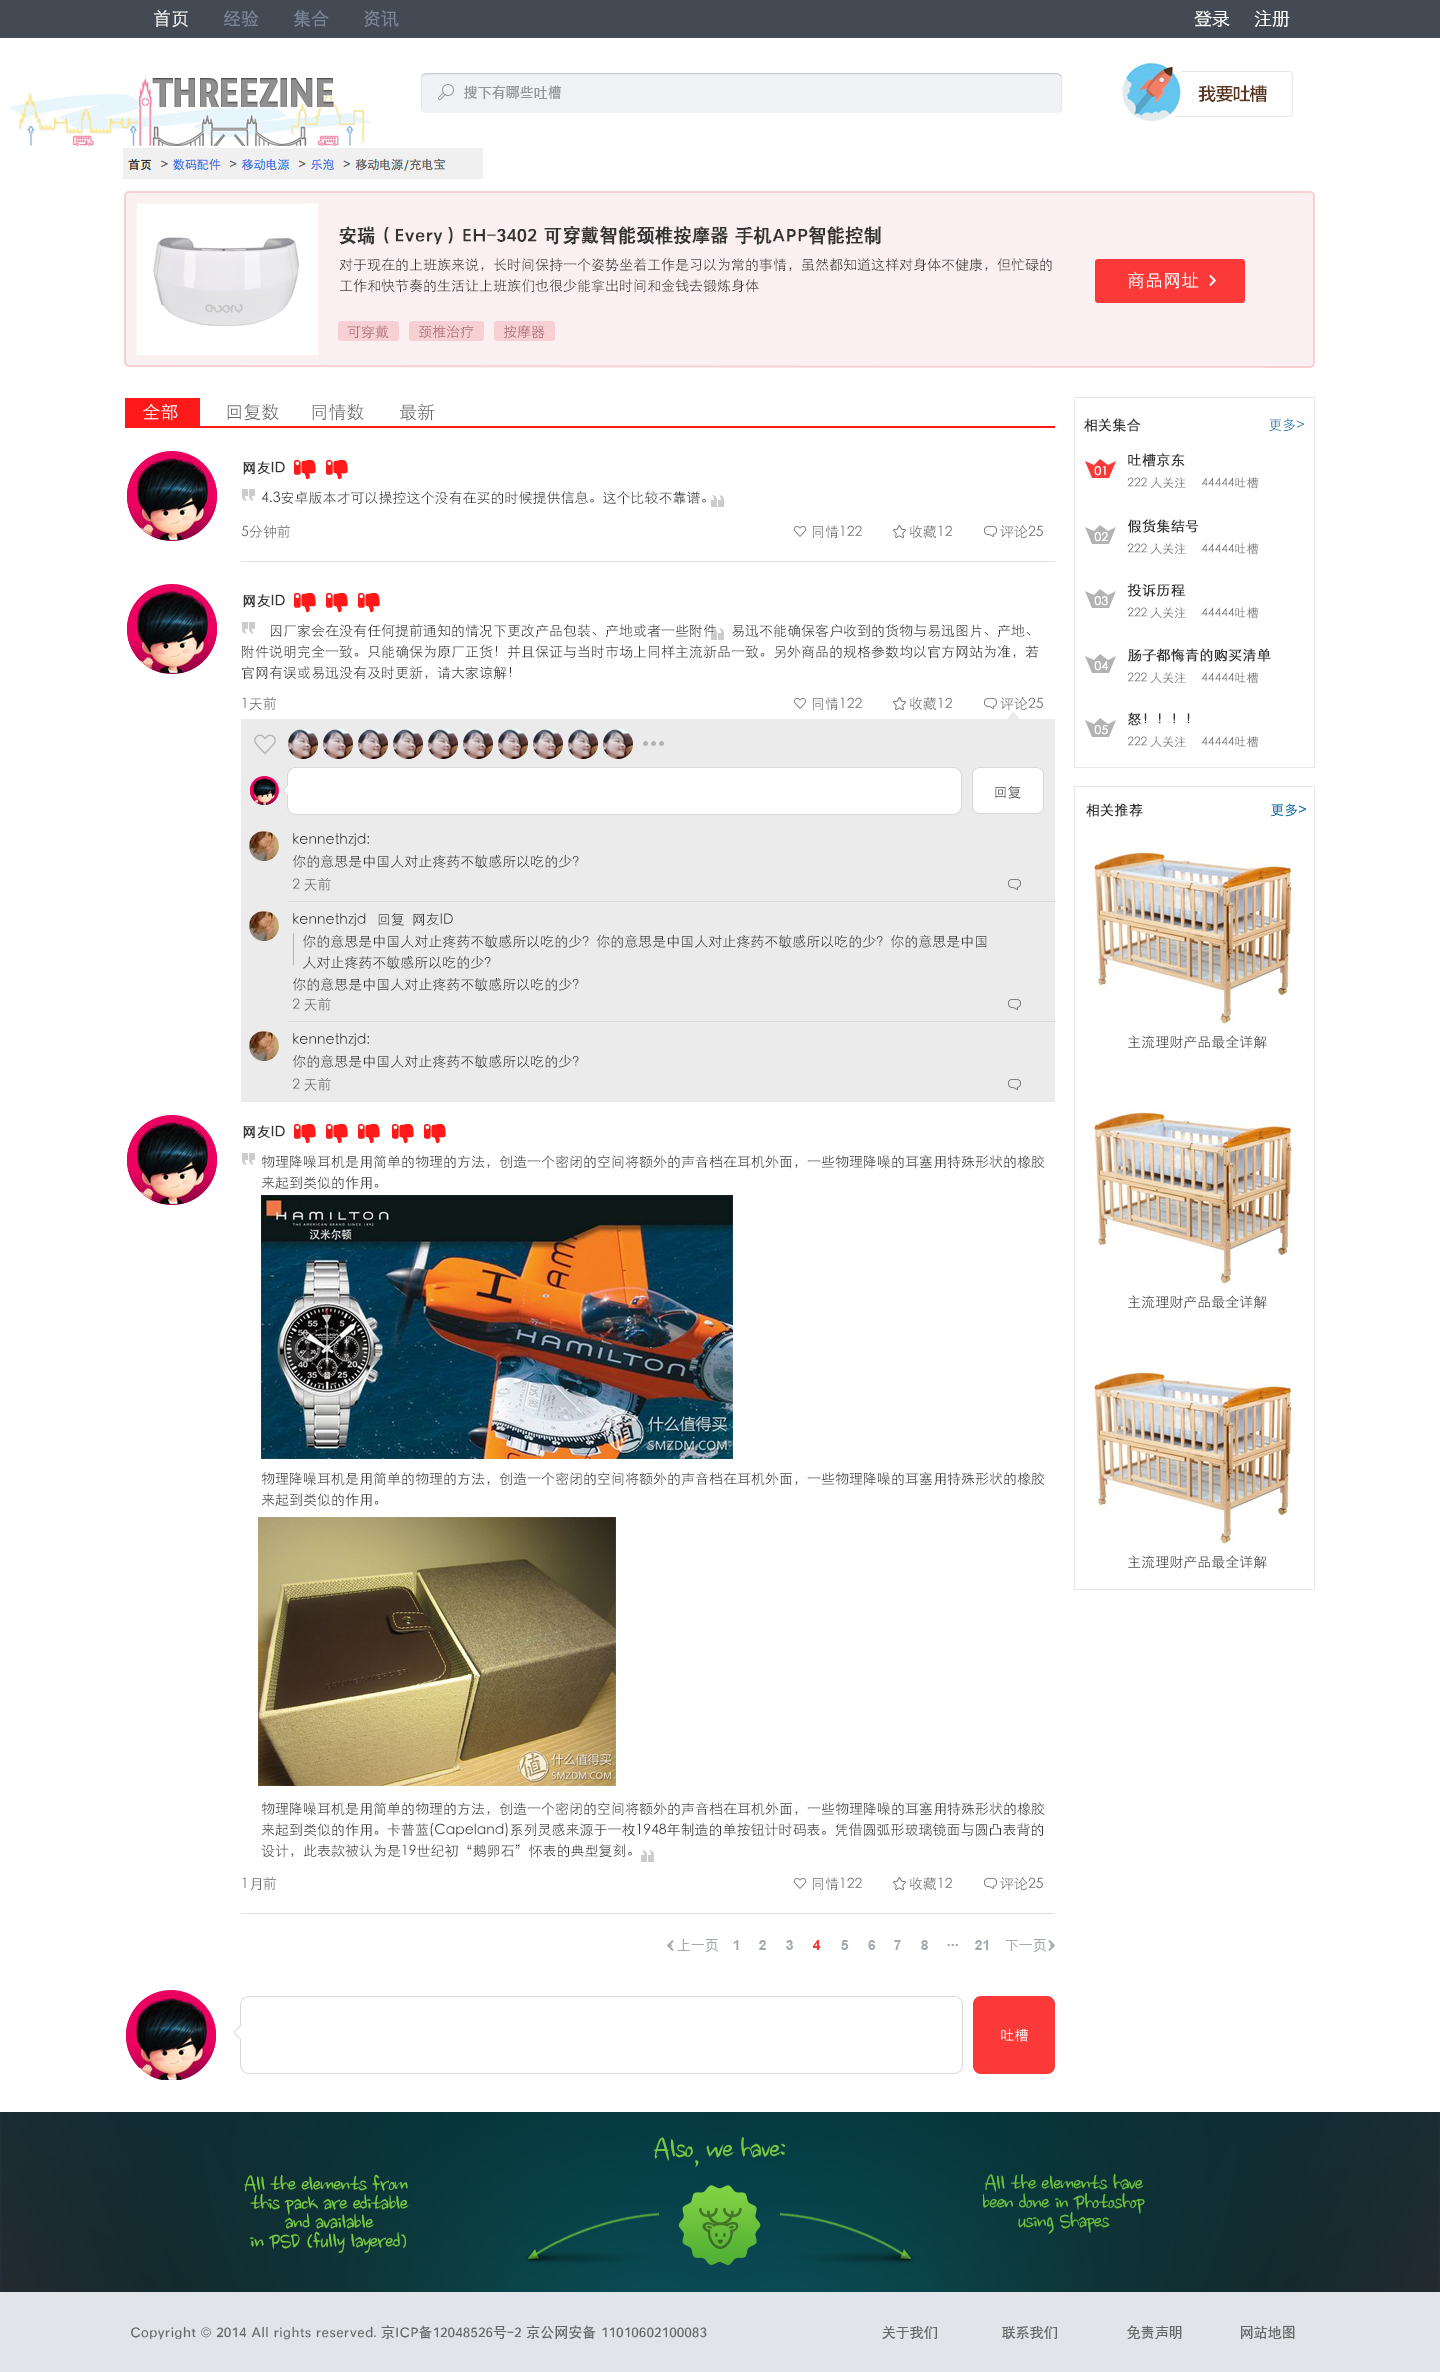 首页 经验 集合 资讯 登录 注册
THREEZINE
搜下有哪些吐槽
我要吐槽
首页 > 数码配件 > 移动电源 > 乐泡 > 移动电源/充电宝
every
安瑞（Every）EH-3402 可穿戴智能颈椎按摩器 手机APP智能控制
对于现在的上班族来说，长时间保持一个姿势坐着工作是习以为常的事情，虽然都知道这样对身体不健康，但忙碌的
工作和快节奏的生活让上班族们也很少能拿出时间和金钱去锻炼身体
可穿戴 颈椎治疗 按摩器
商品网址
全部 回复数 同情数 最新
网友ID
4.3安卓版本才可以操控这个没有在买的时候提供信息。这个比较不靠谱。
5分钟前 同情122 收藏12 评论25
网友ID
因厂家会在没有任何提前通知的情况下更改产品包装、产地或者一些附件 易迅不能确保客户收到的货物与易迅图片、产地、
附件说明完全一致。只能确保为原厂正货！并且保证与当时市场上同样主流新品一致。另外商品的规格参数均以官方网站为准，若
官网有误或易迅没有及时更新，请大家谅解！
1天前 同情122 收藏12 评论25
回复
kennethzjd:
你的意思是中国人对止疼药不敏感所以吃的少？
2 天前
kennethzjd 回复 网友ID
你的意思是中国人对止疼药不敏感所以吃的少？你的意思是中国人对止疼药不敏感所以吃的少？你的意思是中国
人对止疼药不敏感所以吃的少？
你的意思是中国人对止疼药不敏感所以吃的少？
2 天前
kennethzjd:
你的意思是中国人对止疼药不敏感所以吃的少？
2 天前
网友ID
物理降噪耳机是用简单的物理的方法，创造一个密闭的空间将额外的声音档在耳机外面，一些物理降噪的耳塞用特殊形状的橡胶
来起到类似的作用。
HAMILTON
THE AMERICAN BRAND SINCE 1892
汉米尔顿
H
HAMILTON
值 什么值得买
SMZDM.COM
物理降噪耳机是用简单的物理的方法，创造一个密闭的空间将额外的声音档在耳机外面，一些物理降噪的耳塞用特殊形状的橡胶
来起到类似的作用。
值 什么值得买
SMZDM.COM
物理降噪耳机是用简单的物理的方法，创造一个密闭的空间将额外的声音档在耳机外面，一些物理降噪的耳塞用特殊形状的橡胶
来起到类似的作用。卡普蓝(Capeland)系列灵感来源于一枚1948年制造的单按钮计时码表。凭借圆弧形玻璃镜面与圆凸表背的
设计，此表款被认为是19世纪初“鹅卵石”怀表的典型复刻。
1月前 同情122 收藏12 评论25
上一页 1 2 3 4 5 6 7 8 ··· 21 下一页
吐槽
相关集合 更多>
01 吐槽京东
222 人关注 44444吐槽
02 假货集结号
222 人关注 44444吐槽
03 投诉历程
222 人关注 44444吐槽
04 肠子都悔青的购买清单
222 人关注 44444吐槽
05 怒！！！！
222 人关注 44444吐槽
相关推荐 更多>
主流理财产品最全详解
主流理财产品最全详解
主流理财产品最全详解
Also, we have:
All the elements from
this pack are editable
and available
in PSD (fully layered)
All the elements have
been done in Photoshop
using Shapes
Copyright © 2014 All rights reserved. 京ICP备12048526号-2 京公网安备 11010602100083
关于我们 联系我们 免责声明 网站地图